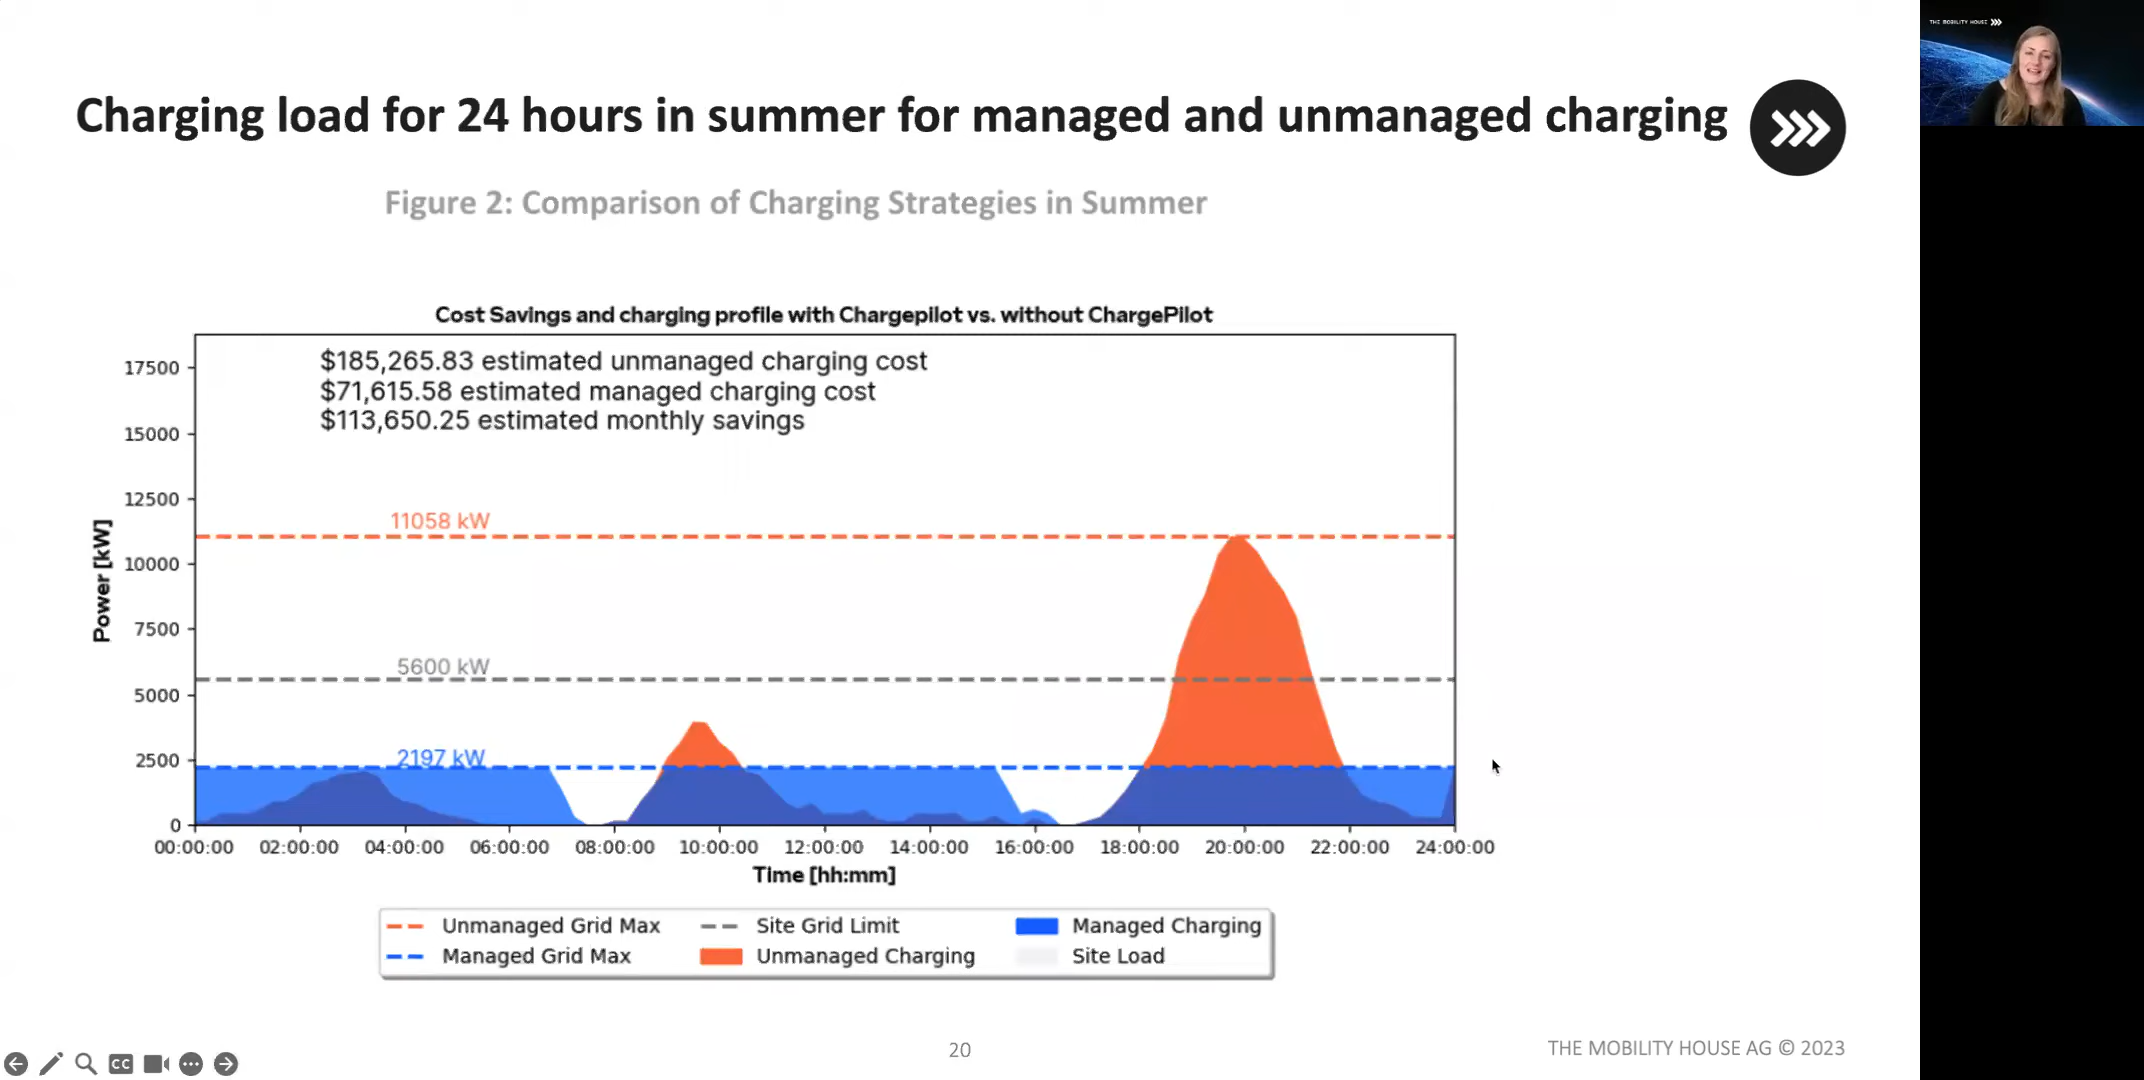 THE MOBILITY HOUSE
Charging load for 24 hours in summer for managed and unmanaged charging
Figure 2: Comparison of Charging Strategies in Summer
Cost Savings and charging profile with Chargepilot vs. without ChargePilot
$185,265.83 estimated unmanaged charging cost
$71,615.58 estimated managed charging cost
$113,650.25 estimated monthly savings
Power [kW]
17500
15000
12500
10000
7500
5000
2500
0
11058 kW
5600 kW
2197 kW
00:00:00 02:00:00 04:00:00 06:00:00 08:00:00 10:00:00 12:00:00 14:00:00 16:00:00 18:00:00 20:00:00 22:00:00 24:00:00
Time [hh:mm]
Unmanaged Grid Max Site Grid Limit Managed Charging
Managed Grid Max Unmanaged Charging Site Load
CC
20
THE MOBILITY HOUSE AG © 2023